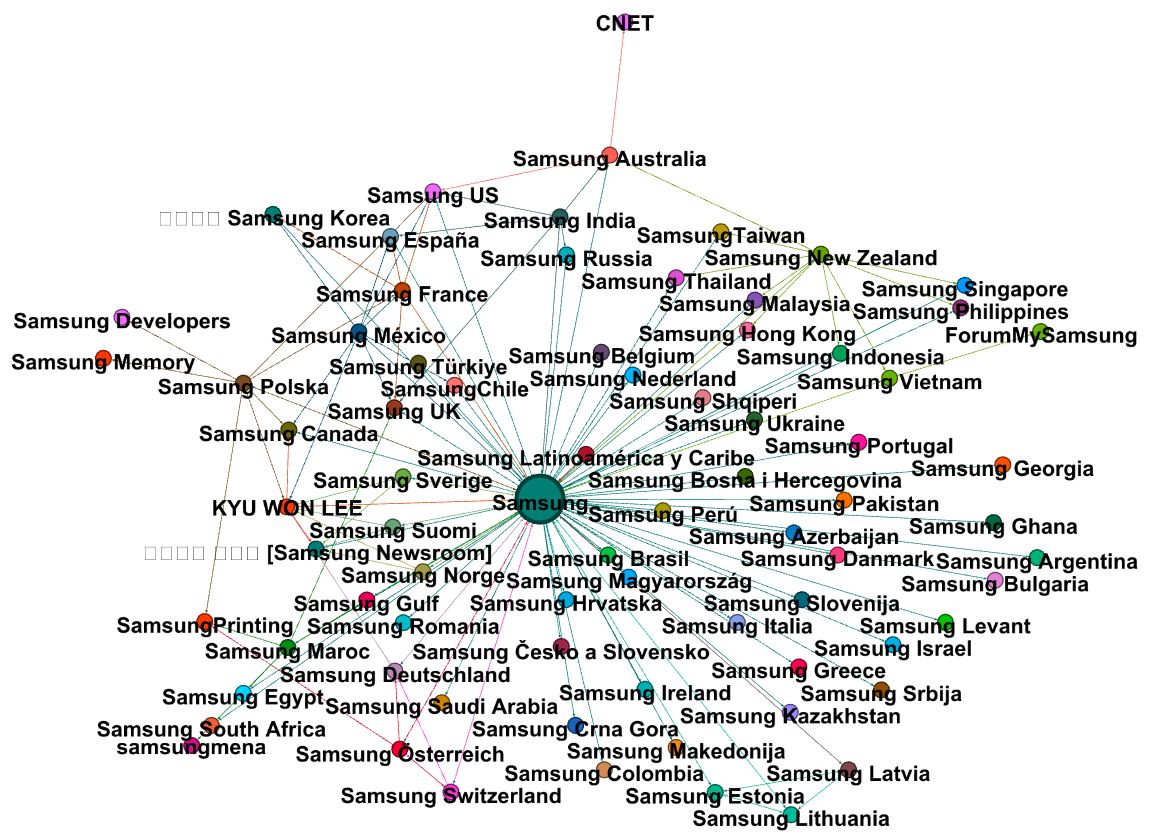 CNET
Samsung Australia
Samsung US
Samsung Korea
Samsung India
Samsung España
SamsungTaiwan
Samsung Russia
Samsung New Zealand
Samsung Thailand
Samsung France
Samsung Singapore
Samsung Malaysia
Samsung Philippines
Samsung Developers
Samsung México
Samsung Hong Kong
ForumMySamsung
Samsung Memory
Samsung Belgium
Samsung Indonesia
Samsung Türkiye
Samsung Nederland
Samsung Vietnam
Samsung Polska
SamsungChile
Samsung Shqiperi
Samsung UK
Samsung Ukraine
Samsung Canada
Samsung Portugal
Samsung Latinoamérica y Caribe
Samsung Georgia
Samsung Sverige
Samsung Bosna i Hercegovina
KYU WON LEE
Samsung
Samsung Pakistan
Samsung Perú
Samsung Suomi
Samsung Ghana
Samsung Azerbaijan
[Samsung Newsroom]
Samsung Brasil
Samsung Danmark
Samsung Argentina
Samsung Norge
Samsung Magyarország
Samsung Bulgaria
Samsung Gulf
Samsung Hrvatska
Samsung Slovenija
SamsungPrinting
Samsung Romania
Samsung Italia
Samsung Levant
Samsung Maroc
Samsung Česko a Slovensko
Samsung Israel
Samsung Deutschland
Samsung Greece
Samsung Egypt
Samsung Ireland
Samsung Srbija
Samsung Saudi Arabia
Samsung Kazakhstan
Samsung South Africa
Samsung Crna Gora
samsungmena
Samsung Österreich
Samsung Makedonija
Samsung Colombia
Samsung Latvia
Samsung Switzerland
Samsung Estonia
Samsung Lithuania